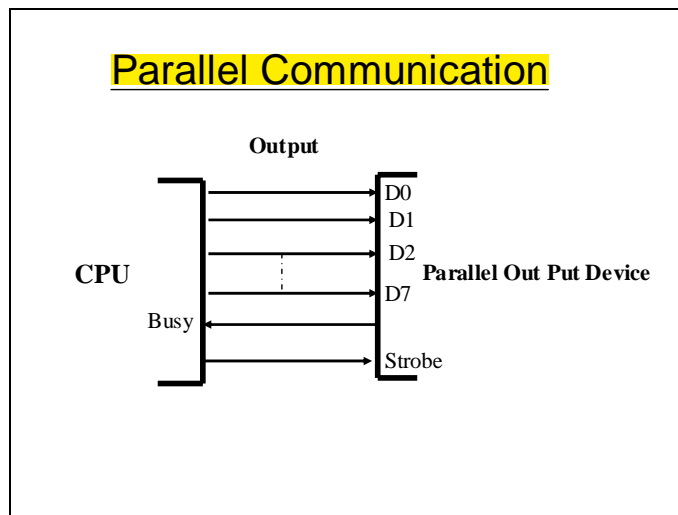 Parallel Communication
Output
D0
D1
CPU
D2
Parallel Out Put Device
D7
Busy
Strobe